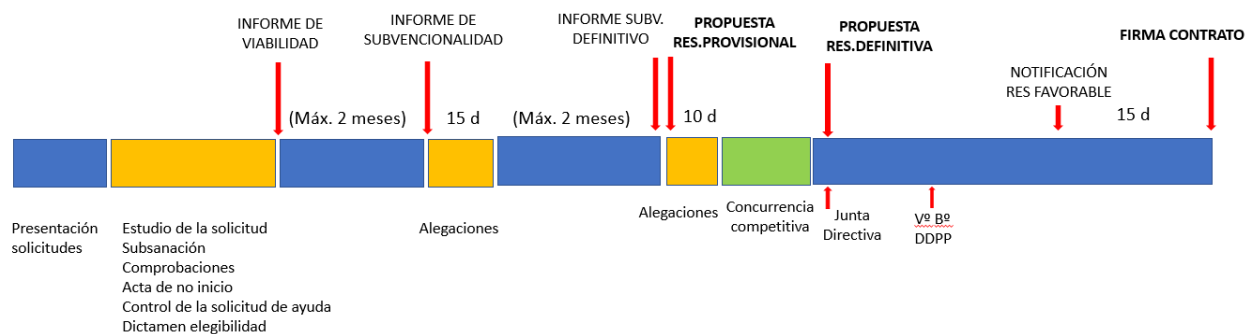 INFORME DE
VIABILIDAD
INFORME DE
SUBVENCIONALIDAD
INFORME SUBV.
DEFINITIVO
PROPUESTA
RES.PROVISIONAL
PROPUESTA
RES.DEFINITIVA
FIRMA CONTRATO
NOTIFICACIÓN
RES FAVORABLE
(Máx. 2 meses)
15 d
(Máx. 2 meses)
10 d
15 d
Presentación
solicitudes
Estudio de la solicitud
Subsanación
Comprobaciones
Acta de no inicio
Control de la solicitud de ayuda
Dictamen elegibilidad
Alegaciones
Alegaciones
Concurrencia
competitiva
Junta
Directiva
Vº Bº
DDPP